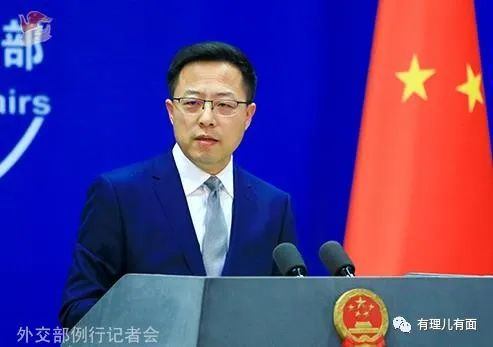 部
airs
外交部例行记者会
有理儿有面